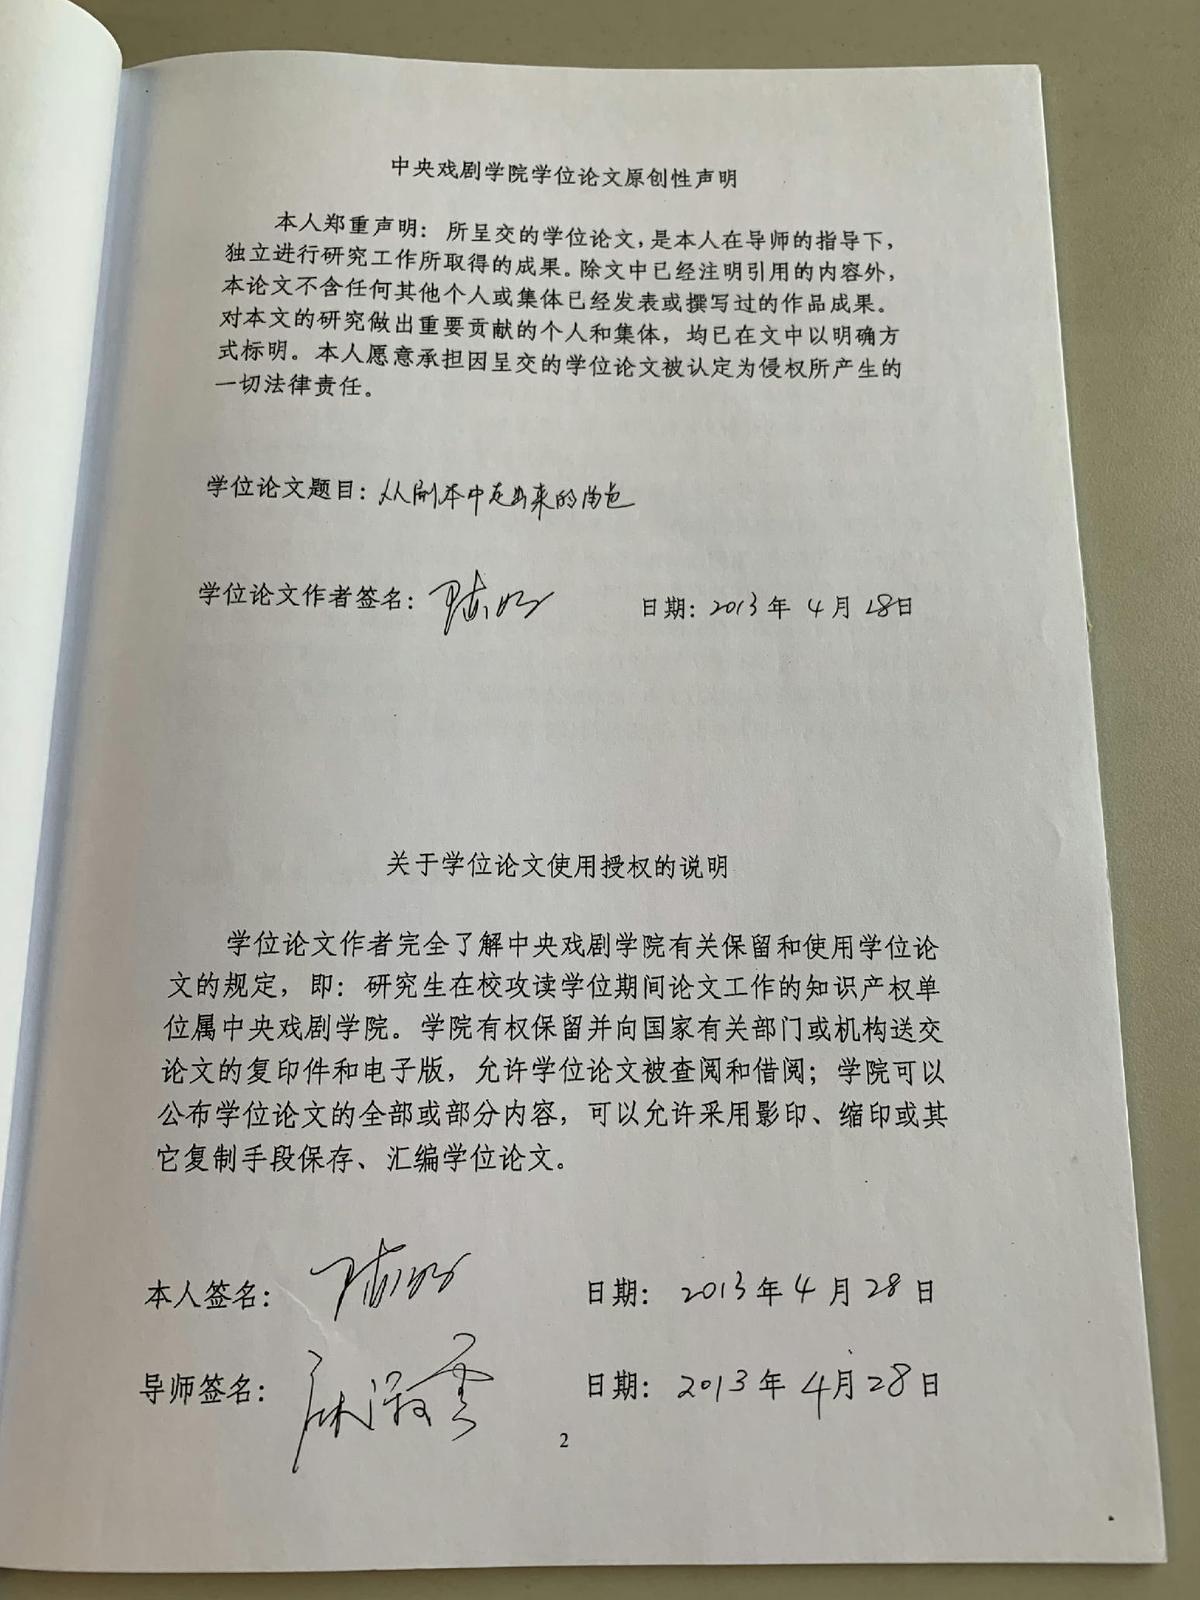 中央戏剧学院学位论文原创性声明
本人郑重声明： 所呈交的学位论文，是本人在导师的指导下，
独立进行研究工作所取得的成果。除文中已经注明引用的内容外，
本论文不含任何其他个人或集体已经发表或撰写过的作品成果。
对本文的研究做出重要贡献的个人和集体，均已在文中以明确方
式标明。本人愿意承担因呈交的学位论文被认定为侵权所产生的
一切法律责任。
学位论文题目：从剧本中走出来的角色
学位论文作者签名： 日期：2013年 4月 28日
关于学位论文使用授权的说明
学位论文作者完全了解中央戏剧学院有关保留和使用学位论
文的规定，即：研究生在校攻读学位期间论文工作的知识产权单
位属中央戏剧学院。学院有权保留并向国家有关部门或机构送交
论文的复印件和电子版，允许学位论文被查阅和借阅；学院可以
公布学位论文的全部或部分内容，可以允许采用影印、缩印或其
它复制手段保存、汇编学位论文。
本人签名： 日期： 2013年 4月 28日
导师签名： 日期： 2013年 4月 28日
2